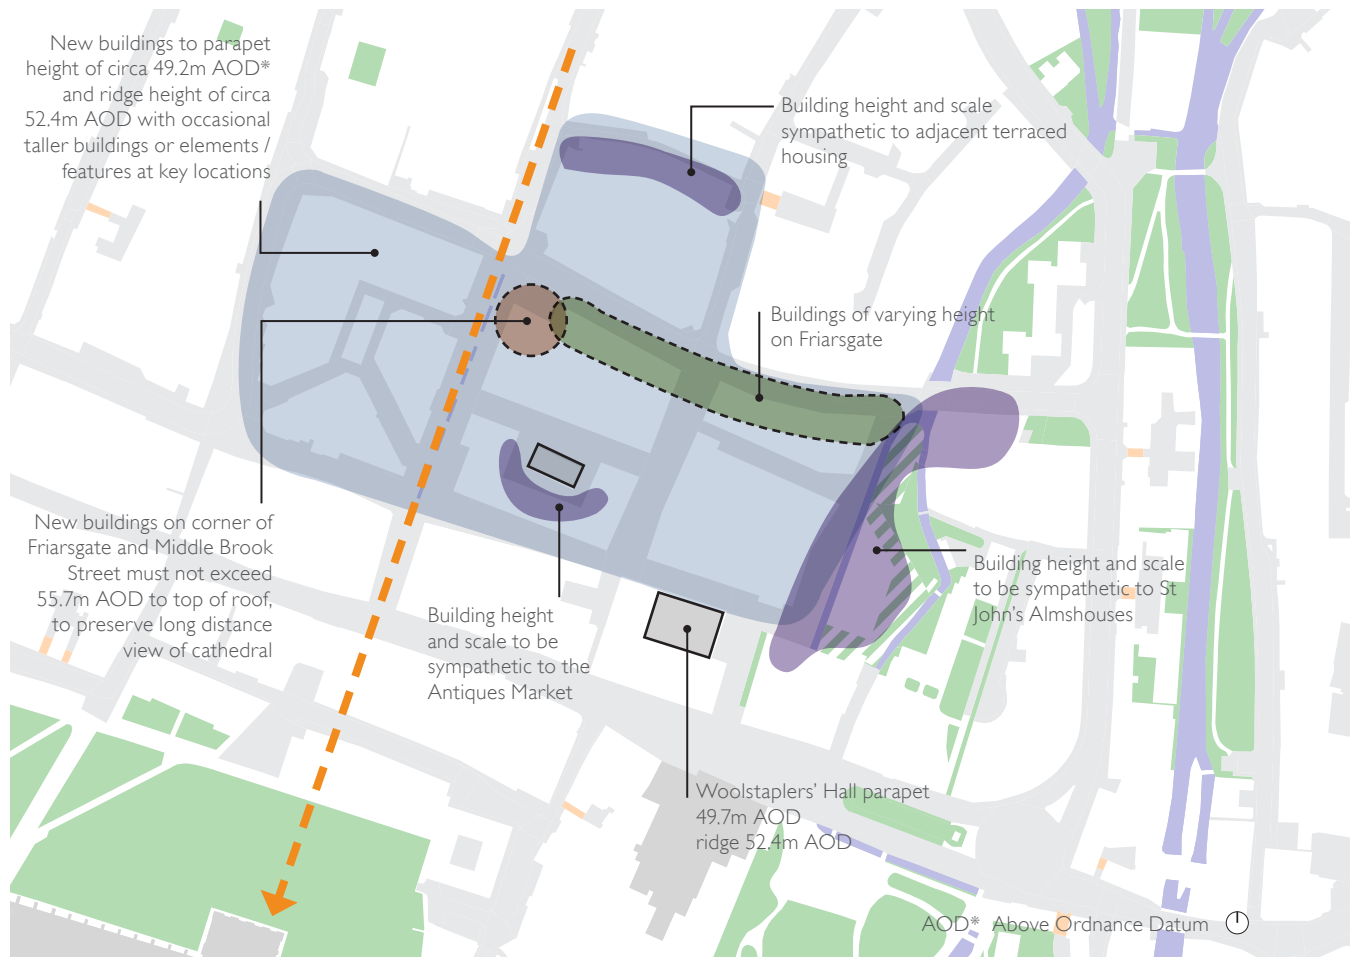 New buildings to parapet
height of circa 49.2m AOD*
and ridge height of circa
52.4m AOD with occasional
taller buildings or elements /
features at key locations
Building height and scale
sympathetic to adjacent terraced
housing
Buildings of varying height
on Friarsgate
New buildings on corner of
Friarsgate and Middle Brook
Street must not exceed
55.7m AOD to top of roof,
to preserve long distance
view of cathedral
Building height
and scale to be
sympathetic to the
Antiques Market
Building height and scale
to be sympathetic to St
John's Almshouses
Woolstaplers' Hall parapet
49.7m AOD
ridge 52.4m AOD
AOD* Above Ordnance Datum